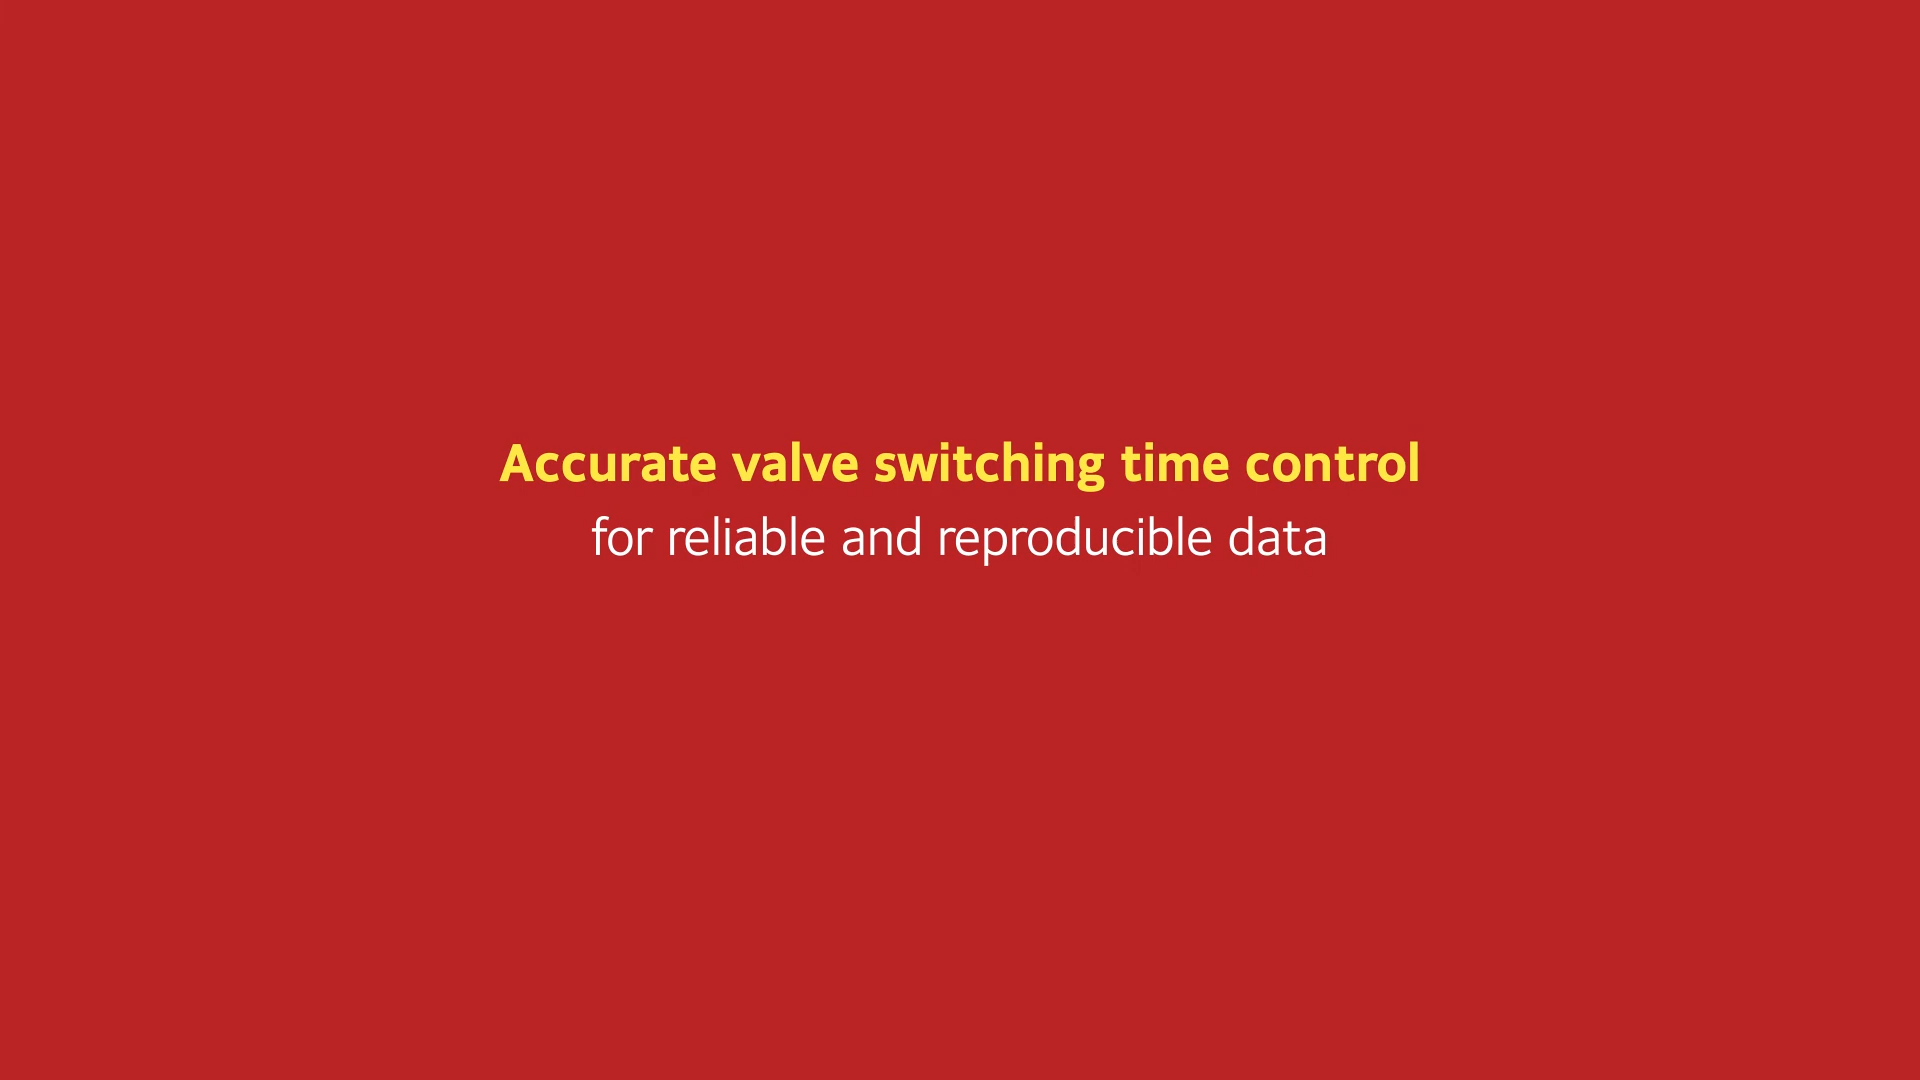 Accurate valve switching time control
for reliable and reproducible data